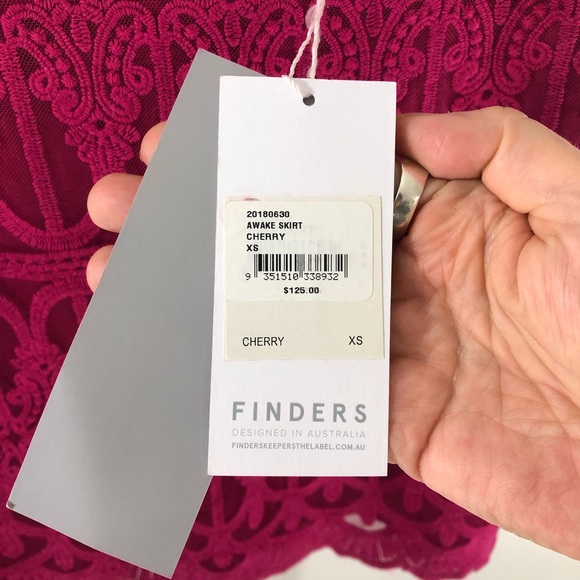 20180630
AWAKE SKIRT
CHERRY
XS
9 351510 338932
$125.00
CHERRY XS
FINDERS
DESIGNED IN AUSTRALIA
FINDERSKEEPERSTHELABEL.COM.AU